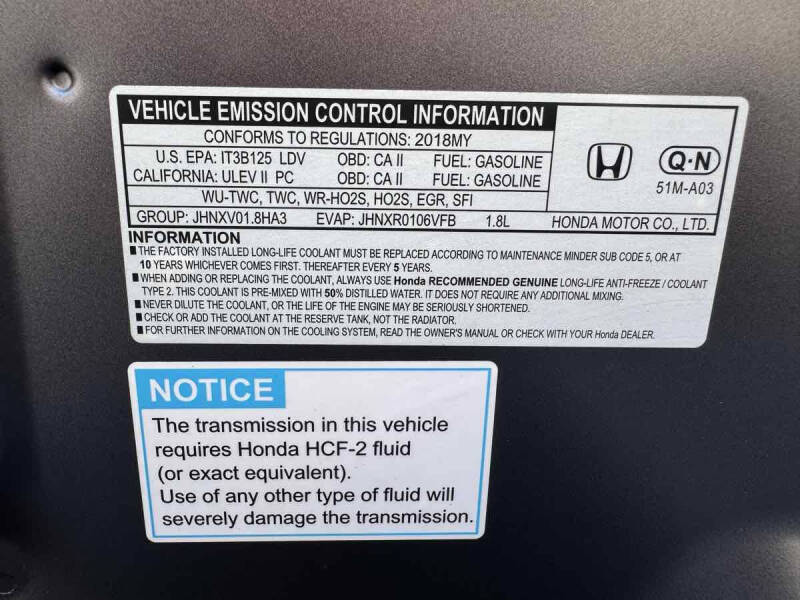 VEHICLE EMISSION CONTROL INFORMATION
CONFORMS TO REGULATIONS: 2018MY
U.S. EPA: IT3B125 LDV OBD: CA II FUEL: GASOLINE
CALIFORNIA: ULEV II PC OBD: CA II FUEL: GASOLINE
WU-TWC, TWC, WR-HO2S, HO2S, EGR, SFI
GROUP: JHNXV01.8HA3 EVAP: JHNXR0106VFB 1.8L
Q·N
51M-A03
HONDA MOTOR CO., LTD.
INFORMATION
■ THE FACTORY INSTALLED LONG-LIFE COOLANT MUST BE REPLACED ACCORDING TO MAINTENANCE MINDER SUB CODE 5, OR AT
10 YEARS WHICHEVER COMES FIRST. THEREAFTER EVERY 5 YEARS.
■ WHEN ADDING OR REPLACING THE COOLANT, ALWAYS USE Honda RECOMMENDED GENUINE LONG-LIFE ANTI-FREEZE / COOLANT
TYPE 2. THIS COOLANT IS PRE-MIXED WITH 50% DISTILLED WATER. IT DOES NOT REQUIRE ANY ADDITIONAL MIXING.
■ NEVER DILUTE THE COOLANT, OR THE LIFE OF THE ENGINE MAY BE SERIOUSLY SHORTENED.
■ CHECK OR ADD THE COOLANT AT THE RESERVE TANK, NOT THE RADIATOR.
■ FOR FURTHER INFORMATION ON THE COOLING SYSTEM, READ THE OWNER'S MANUAL OR CHECK WITH YOUR Honda DEALER.
NOTICE
The transmission in this vehicle
requires Honda HCF-2 fluid
(or exact equivalent).
Use of any other type of fluid will
severely damage the transmission.